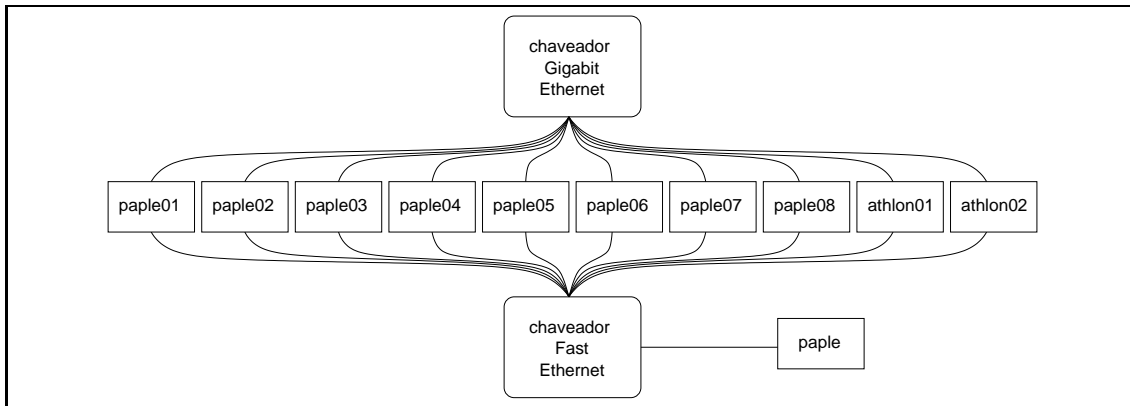 chaveador
Gigabit
Ethernet
paple01 paple02 paple03 paple04 paple05 paple06 paple07 paple08 athlon01 athlon02
chaveador
Fast
Ethernet
paple